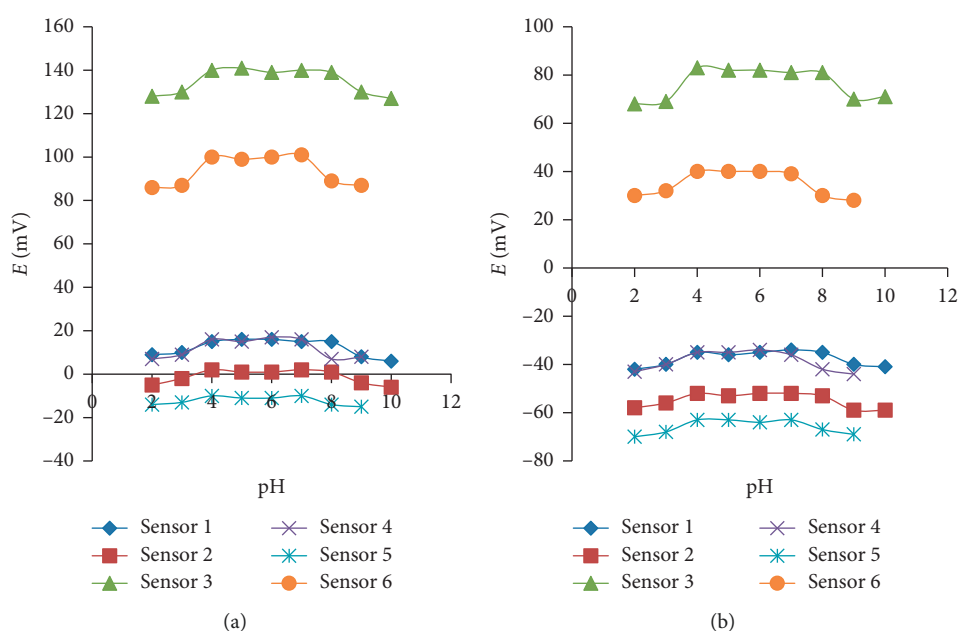 160
140
120
100
80
60
40
20
0
−20
−40
E (mV)
0 2 4 6 8 10 12
pH
Sensor 1 Sensor 4
Sensor 2 Sensor 5
Sensor 3 Sensor 6
(a)
100
80
60
40
20
0
−20
−40
−60
−80
E (mV)
0 2 4 6 8 10 12
pH
Sensor 1 Sensor 4
Sensor 2 Sensor 5
Sensor 3 Sensor 6
(b)